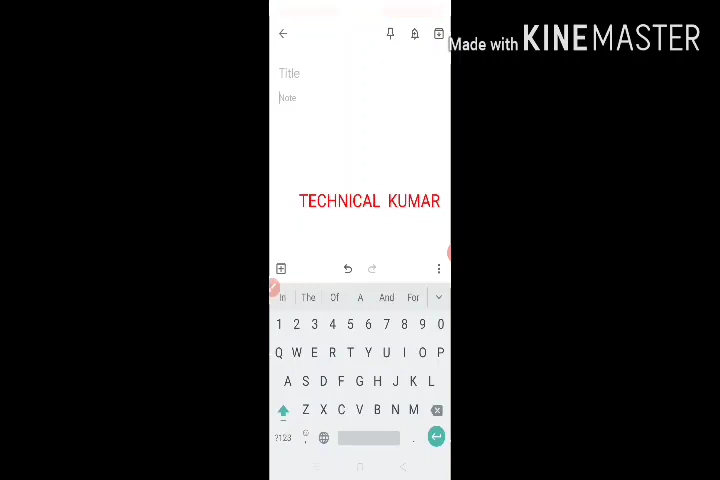 Made with KINEMASTER
Title
Note
TECHNICAL KUMAR
In The Of A And For
1 2 3 4 5 6 7 8 9 0
Q W E R T Y U I O P
A S D F G H J K L
Z X C V B N M
?123 , .